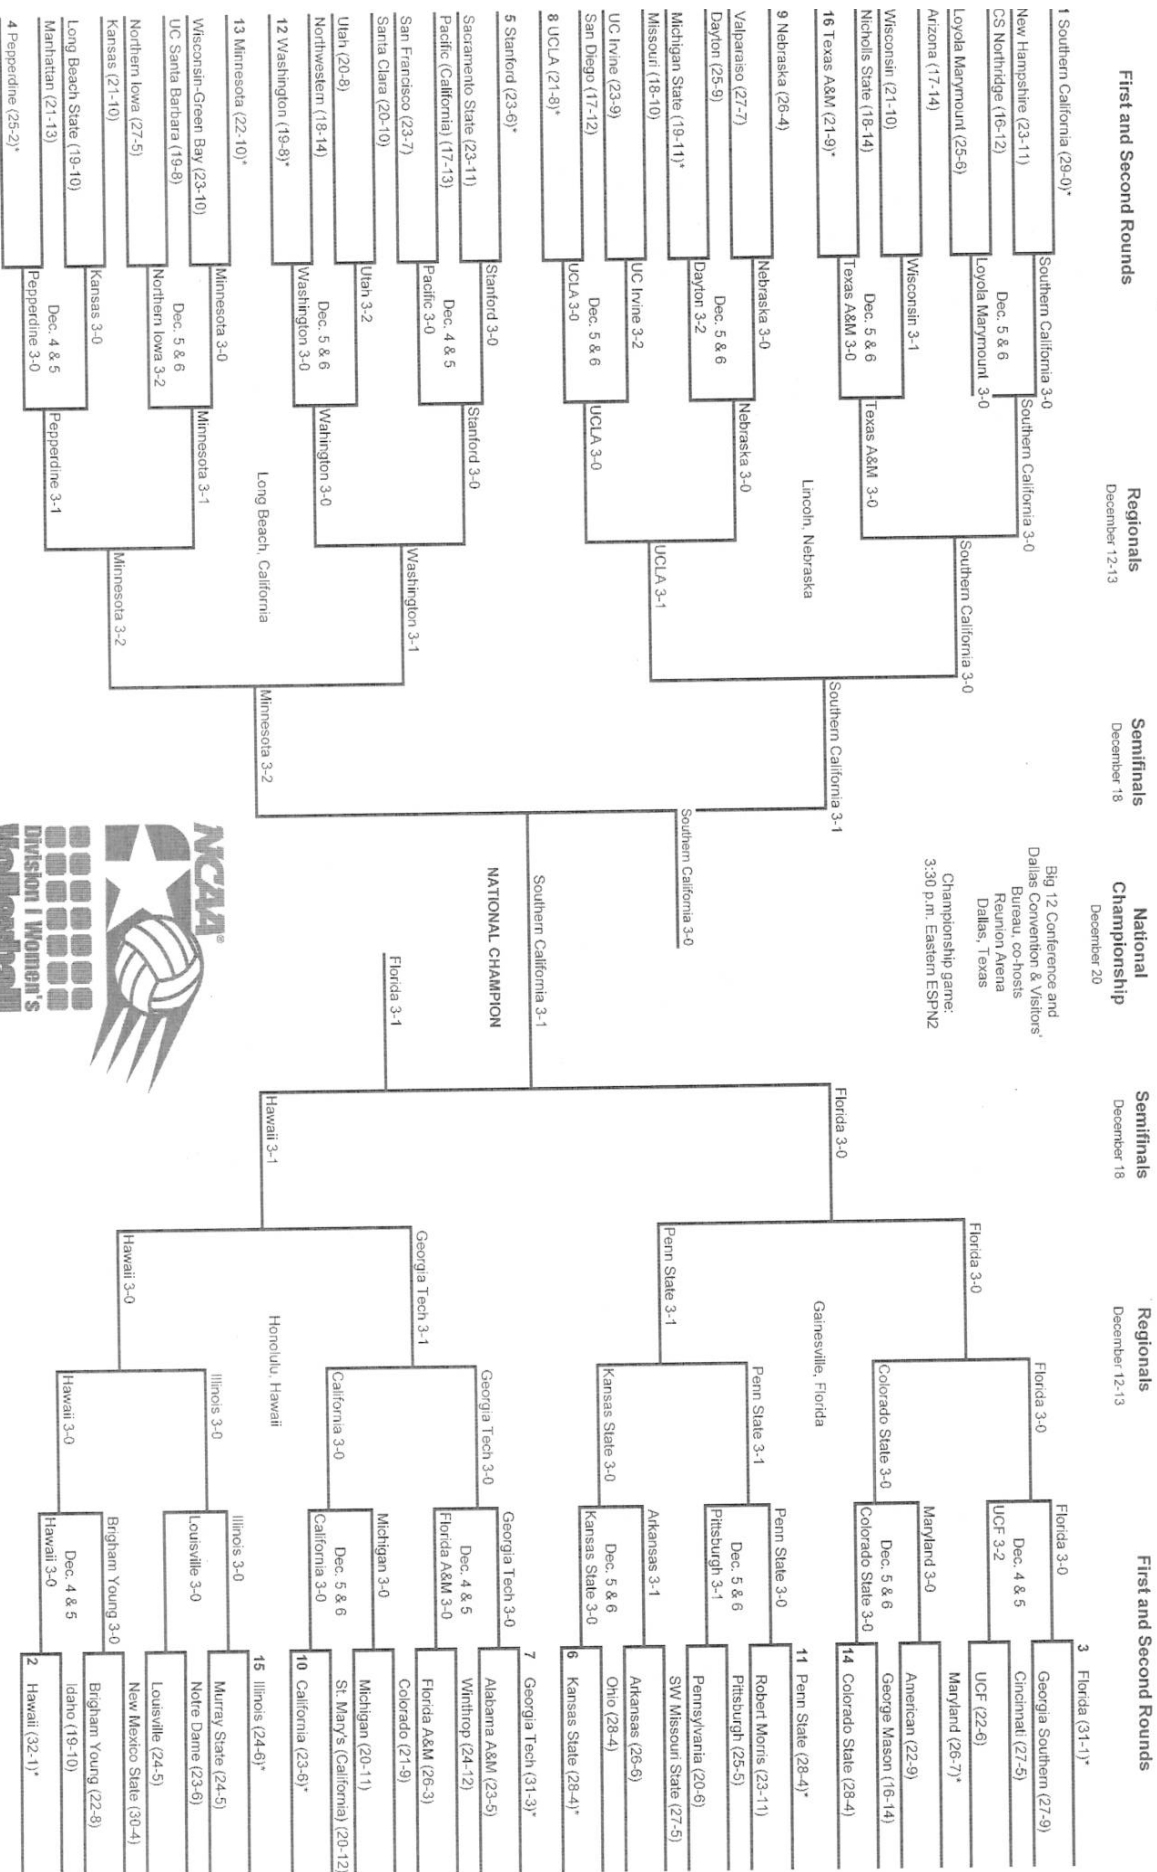 First and Second Rounds
Regionals
December 12-13
Semifinals
December 18
National
Championship
December 20
Semifinals
December 18
Regionals
December 12-13
First and Second Rounds
1 Southern California (29-0)*
New Hampshire (23-11)
CS Northridge (16-12)
Loyola Marymount (25-6)
Arizona (17-14)
Wisconsin (21-10)
Nicholls State (18-14)
16 Texas A&M (21-9)*
9 Nebraska (26-4)
Valparaiso (27-7)
Dayton (25-9)
Michigan State (19-11)*
Missouri (18-10)
UC Irvine (23-9)
San Diego (17-12)
8 UCLA (21-8)*
5 Stanford (23-6)*
Sacramento State (23-11)
Pacific (California) (17-13)
San Francisco (23-7)
Santa Clara (20-10)
Utah (20-8)
Northwestern (18-14)
12 Washington (19-8)*
13 Minnesota (22-10)*
Wisconsin-Green Bay (23-10)
UC Santa Barbara (19-8)
Northern Iowa (27-5)
Kansas (21-10)
Long Beach State (19-10)
Manhattan (21-13)
4 Pepperdine (25-2)*
Southern California 3-0
Dec. 5 & 6
Loyola Marymount 3-0
Wisconsin 3-1
Dec. 5 & 6
Texas A&M 3-0
Nebraska 3-0
Dec. 5 & 6
Dayton 3-2
UC Irvine 3-2
Dec. 5 & 6
UCLA 3-0
Stanford 3-0
Dec. 4 & 5
Pacific 3-0
Utah 3-2
Dec. 5 & 6
Washington 3-0
Minnesota 3-0
Dec. 5 & 6
Northern Iowa 3-2
Kansas 3-0
Dec. 4 & 5
Pepperdine 3-0
Southern California 3-0
Texas A&M 3-0
Lincoln, Nebraska
Nebraska 3-0
UCLA 3-0
Stanford 3-0
Wahington 3-0
Long Beach, California
Minnesota 3-1
Pepperdine 3-1
Southern California 3-0
UCLA 3-1
Washington 3-1
Minnesota 3-2
Southern California 3-1
Minnesota 3-2
Big 12 Conference and
Dallas Convention & Visitors'
Bureau, co-hosts
Reunion Arena
Dallas, Texas
Championship game:
3:30 p.m. Eastern ESPN2
Southern California 3-0
Southern California 3-1
NATIONAL CHAMPION
Florida 3-1
NCAA®
Division I Women's
Florida 3-0
Hawaii 3-1
Florida 3-0
Penn State 3-1
Georgia Tech 3-1
Hawaii 3-0
Florida 3-0
Colorado State 3-0
Gainesville, Florida
Penn State 3-1
Kansas State 3-0
Georgia Tech 3-0
California 3-0
Honolulu, Hawaii
Illinois 3-0
Hawaii 3-0
Florida 3-0
Dec. 4 & 5
UCF 3-2
Maryland 3-0
Dec. 5 & 6
Colorado State 3-0
Penn State 3-0
Dec. 5 & 6
Pittsburgh 3-1
Arkansas 3-1
Dec. 5 & 6
Kansas State 3-0
Georgia Tech 3-0
Dec. 4 & 5
Florida A&M 3-0
Michigan 3-0
Dec. 5 & 6
California 3-0
Illinois 3-0
Louisville 3-0
Brigham Young 3-0
Dec. 4 & 5
Hawaii 3-0
3 Florida (31-1)*
Georgia Southern (27-9)
Cincinnati (27-5)
UCF (22-6)
Maryland (26-7)*
American (22-9)
George Mason (16-14)
14 Colorado State (28-4)
11 Penn State (28-4)*
Robert Morris (23-11)
Pittsburgh (25-5)
Pennsylvania (20-6)
SW Missouri State (27-5)
Arkansas (26-6)
Ohio (28-4)
6 Kansas State (28-4)*
7 Georgia Tech (31-3)*
Alabama A&M (23-5)
Winthrop (24-12)
Florida A&M (26-3)
Colorado (21-9)
Michigan (20-11)
St. Mary's (California) (20-12)
10 California (23-6)*
15 Illinois (24-6)*
Murray State (24-5)
Notre Dame (23-6)
Louisville (24-5)
New Mexico State (30-4)
Brigham Young (22-8)
Idaho (19-10)
2 Hawaii (32-1)*